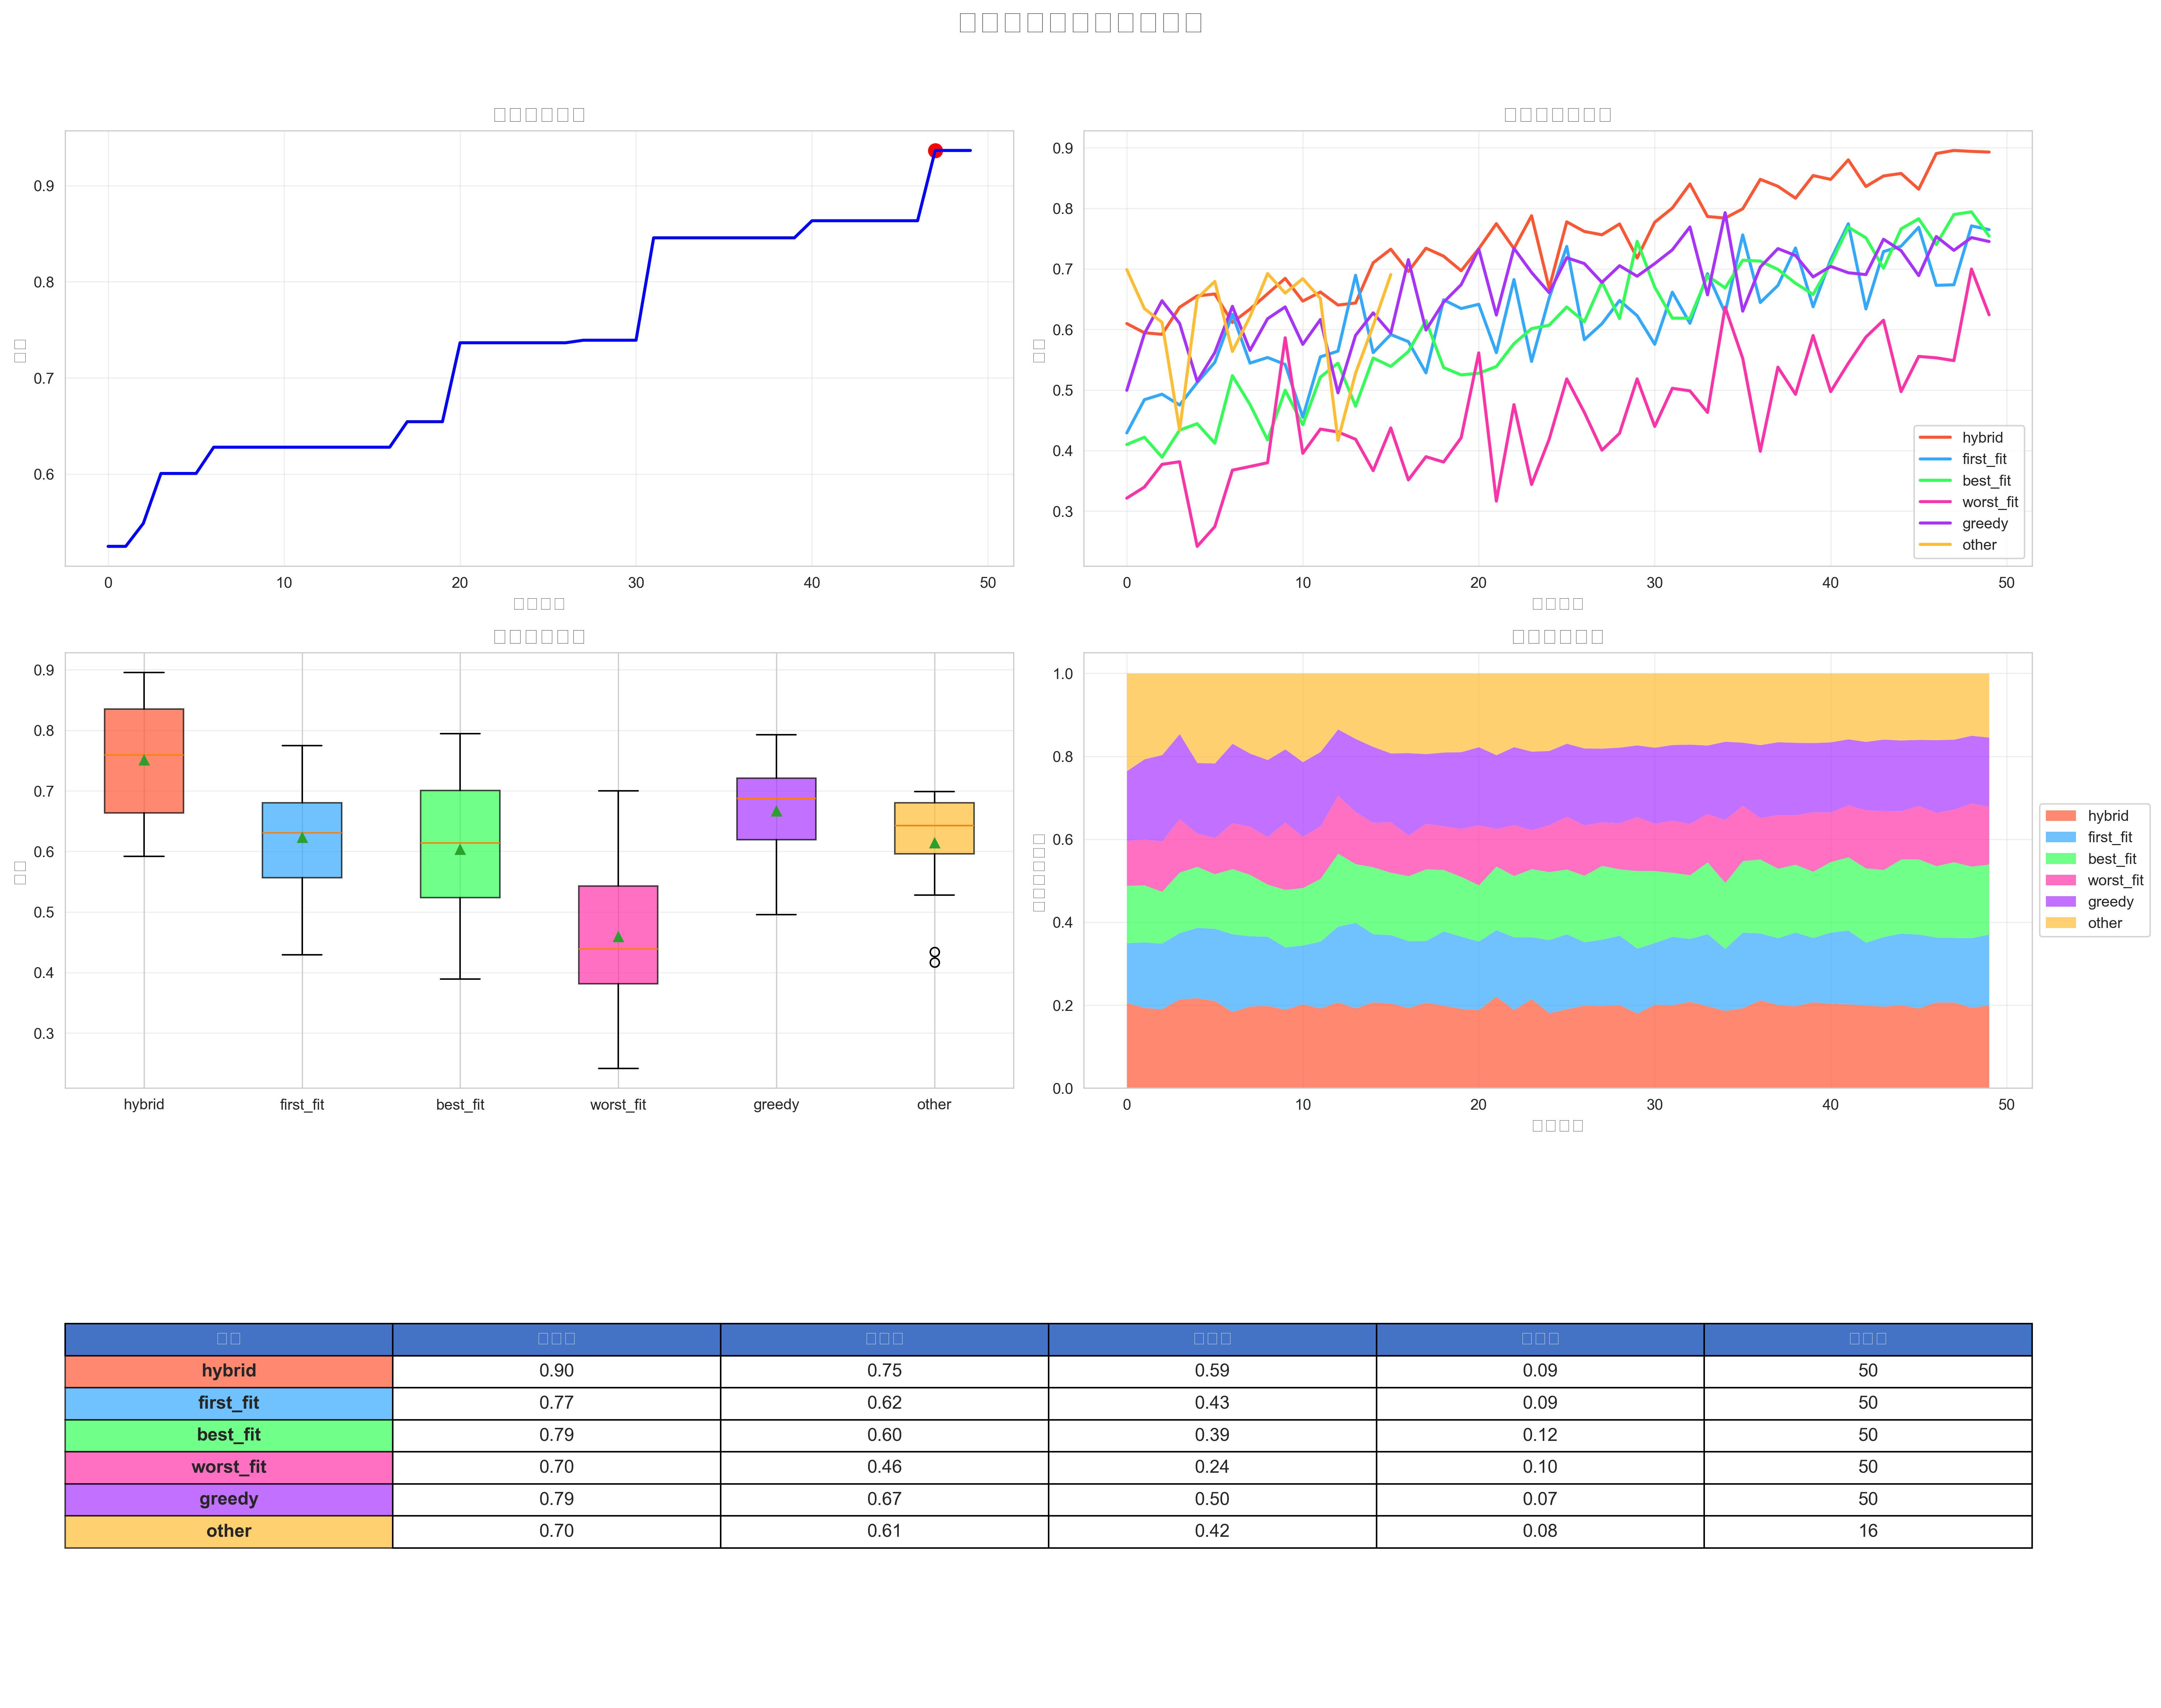 0.9
0.8
0.7
0.6
0 10 20 30 40 50
0.9
0.8
0.7
0.6
0.5
0.4
0.3
0 10 20 30 40 50
hybrid
first_fit
best_fit
worst_fit
greedy
other
0.9
0.8
0.7
0.6
0.5
0.4
0.3
hybrid first_fit best_fit worst_fit greedy other
1.0
0.8
0.6
0.4
0.2
0.0
0 10 20 30 40 50
hybrid
first_fit
best_fit
worst_fit
greedy
other
hybrid 0.90 0.75 0.59 0.09 50
first_fit 0.77 0.62 0.43 0.09 50
best_fit 0.79 0.60 0.39 0.12 50
worst_fit 0.70 0.46 0.24 0.10 50
greedy 0.79 0.67 0.50 0.07 50
other 0.70 0.61 0.42 0.08 16